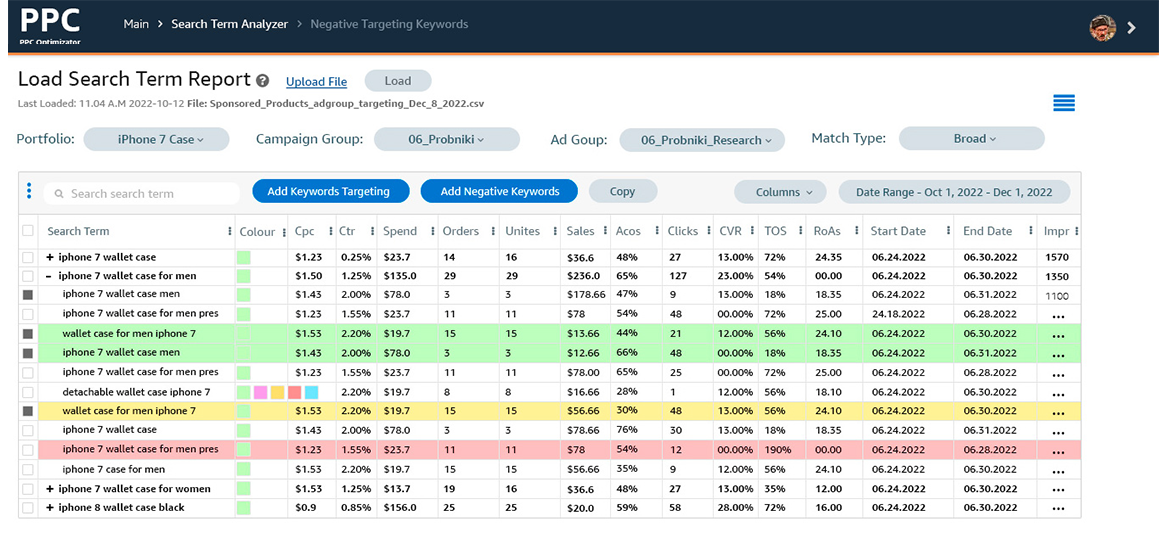 PPC
PPC Optimizator
Main > Search Term Analyzer > Negative Targeting Keywords
Load Search Term Report ? Upload File Load
Last Loaded: 11.04 A.M 2022-10-12 File: Sponsored_Products_adgroup_targeting_Dec_8_2022.csv
Portfolio: iPhone 7 Case Campaign Group: 06_Probniki Ad Goup: 06_Probniki_Research Match Type: Broad
Search search term Add Keywords Targeting Add Negative Keywords Copy Columns Date Range - Oct 1, 2022 - Dec 1, 2022
Search Term Colour Cpc Ctr Spend Orders Unites Sales Acos Clicks CVR TOS RoAs Start Date End Date Impr
+ iphone 7 wallet case $1.23 0.25% $23.7 14 16 $36.6 48% 27 13.00% 72% 24.35 06.24.2022 06.30.2022 1570
- iphone 7 wallet case for men $1.50 1.25% $135.0 29 29 $236.0 65% 127 23.00% 54% 00.00 06.24.2022 06.30.2022 1350
iphone 7 wallet case men $1.43 2.00% $78.0 3 3 $178.66 47% 9 13.00% 18% 18.35 06.24.2022 06.31.2022 1100
iphone 7 wallet case for men pres $1.23 1.55% $23.7 11 11 $78 54% 48 00.00% 72% 25.00 24.18.2022 06.28.2022 ...
wallet case for men iphone 7 $1.53 2.20% $19.7 15 15 $13.66 44% 21 12.00% 56% 24.10 06.24.2022 06.30.2022 ...
iphone 7 wallet case men $1.43 2.00% $78.0 3 3 $12.66 66% 48 00.00% 18% 18.35 06.24.2022 06.31.2022 ...
iphone 7 wallet case for men pres $1.23 1.55% $23.7 11 11 $78.00 65% 25 00.00% 72% 00.00 06.24.2022 06.28.2022 ...
detachable wallet case iphone 7 2.20% $19.7 8 8 $16.66 28% 1 12.00% 56% 18.10 06.24.2022 06.30.2022 ...
wallet case for men iphone 7 $1.53 2.20% $19.7 15 15 $56.66 30% 48 13.00% 56% 24.10 06.24.2022 06.30.2022 ...
iphone 7 wallet case $1.43 2.00% $78.0 3 3 $78.66 76% 30 13.00% 18% 18.35 06.24.2022 06.31.2022 ...
iphone 7 wallet case for men pres $1.23 1.55% $23.7 11 11 $78 54% 12 00.00% 190% 00.00 06.24.2022 06.28.2022 ...
iphone 7 case for men $1.53 2.20% $19.7 15 15 $56.66 35% 9 12.00% 56% 24.10 06.24.2022 06.30.2022 ...
+ iphone 7 wallet case for women $1.53 1.25% $13.7 19 16 $36.6 48% 27 13.00% 35% 12.00 06.24.2022 06.30.2022 ...
+ iphone 8 wallet case black $0.9 0.85% $156.0 25 25 $20.0 59% 58 28.00% 72% 16.00 06.24.2022 06.30.2022 ...